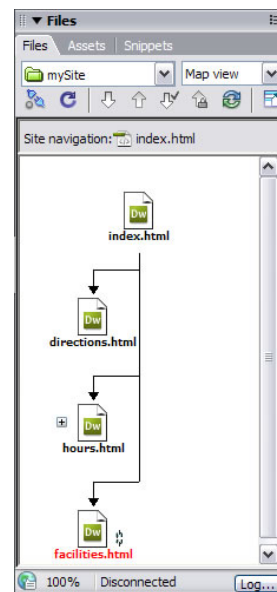 Files
Files Assets Snippets
mySite Map view
Site navigation: index.html
Dw
index.html
Dw
directions.html
Dw
hours.html
Dw
facilities.html
100% Disconnected Log...